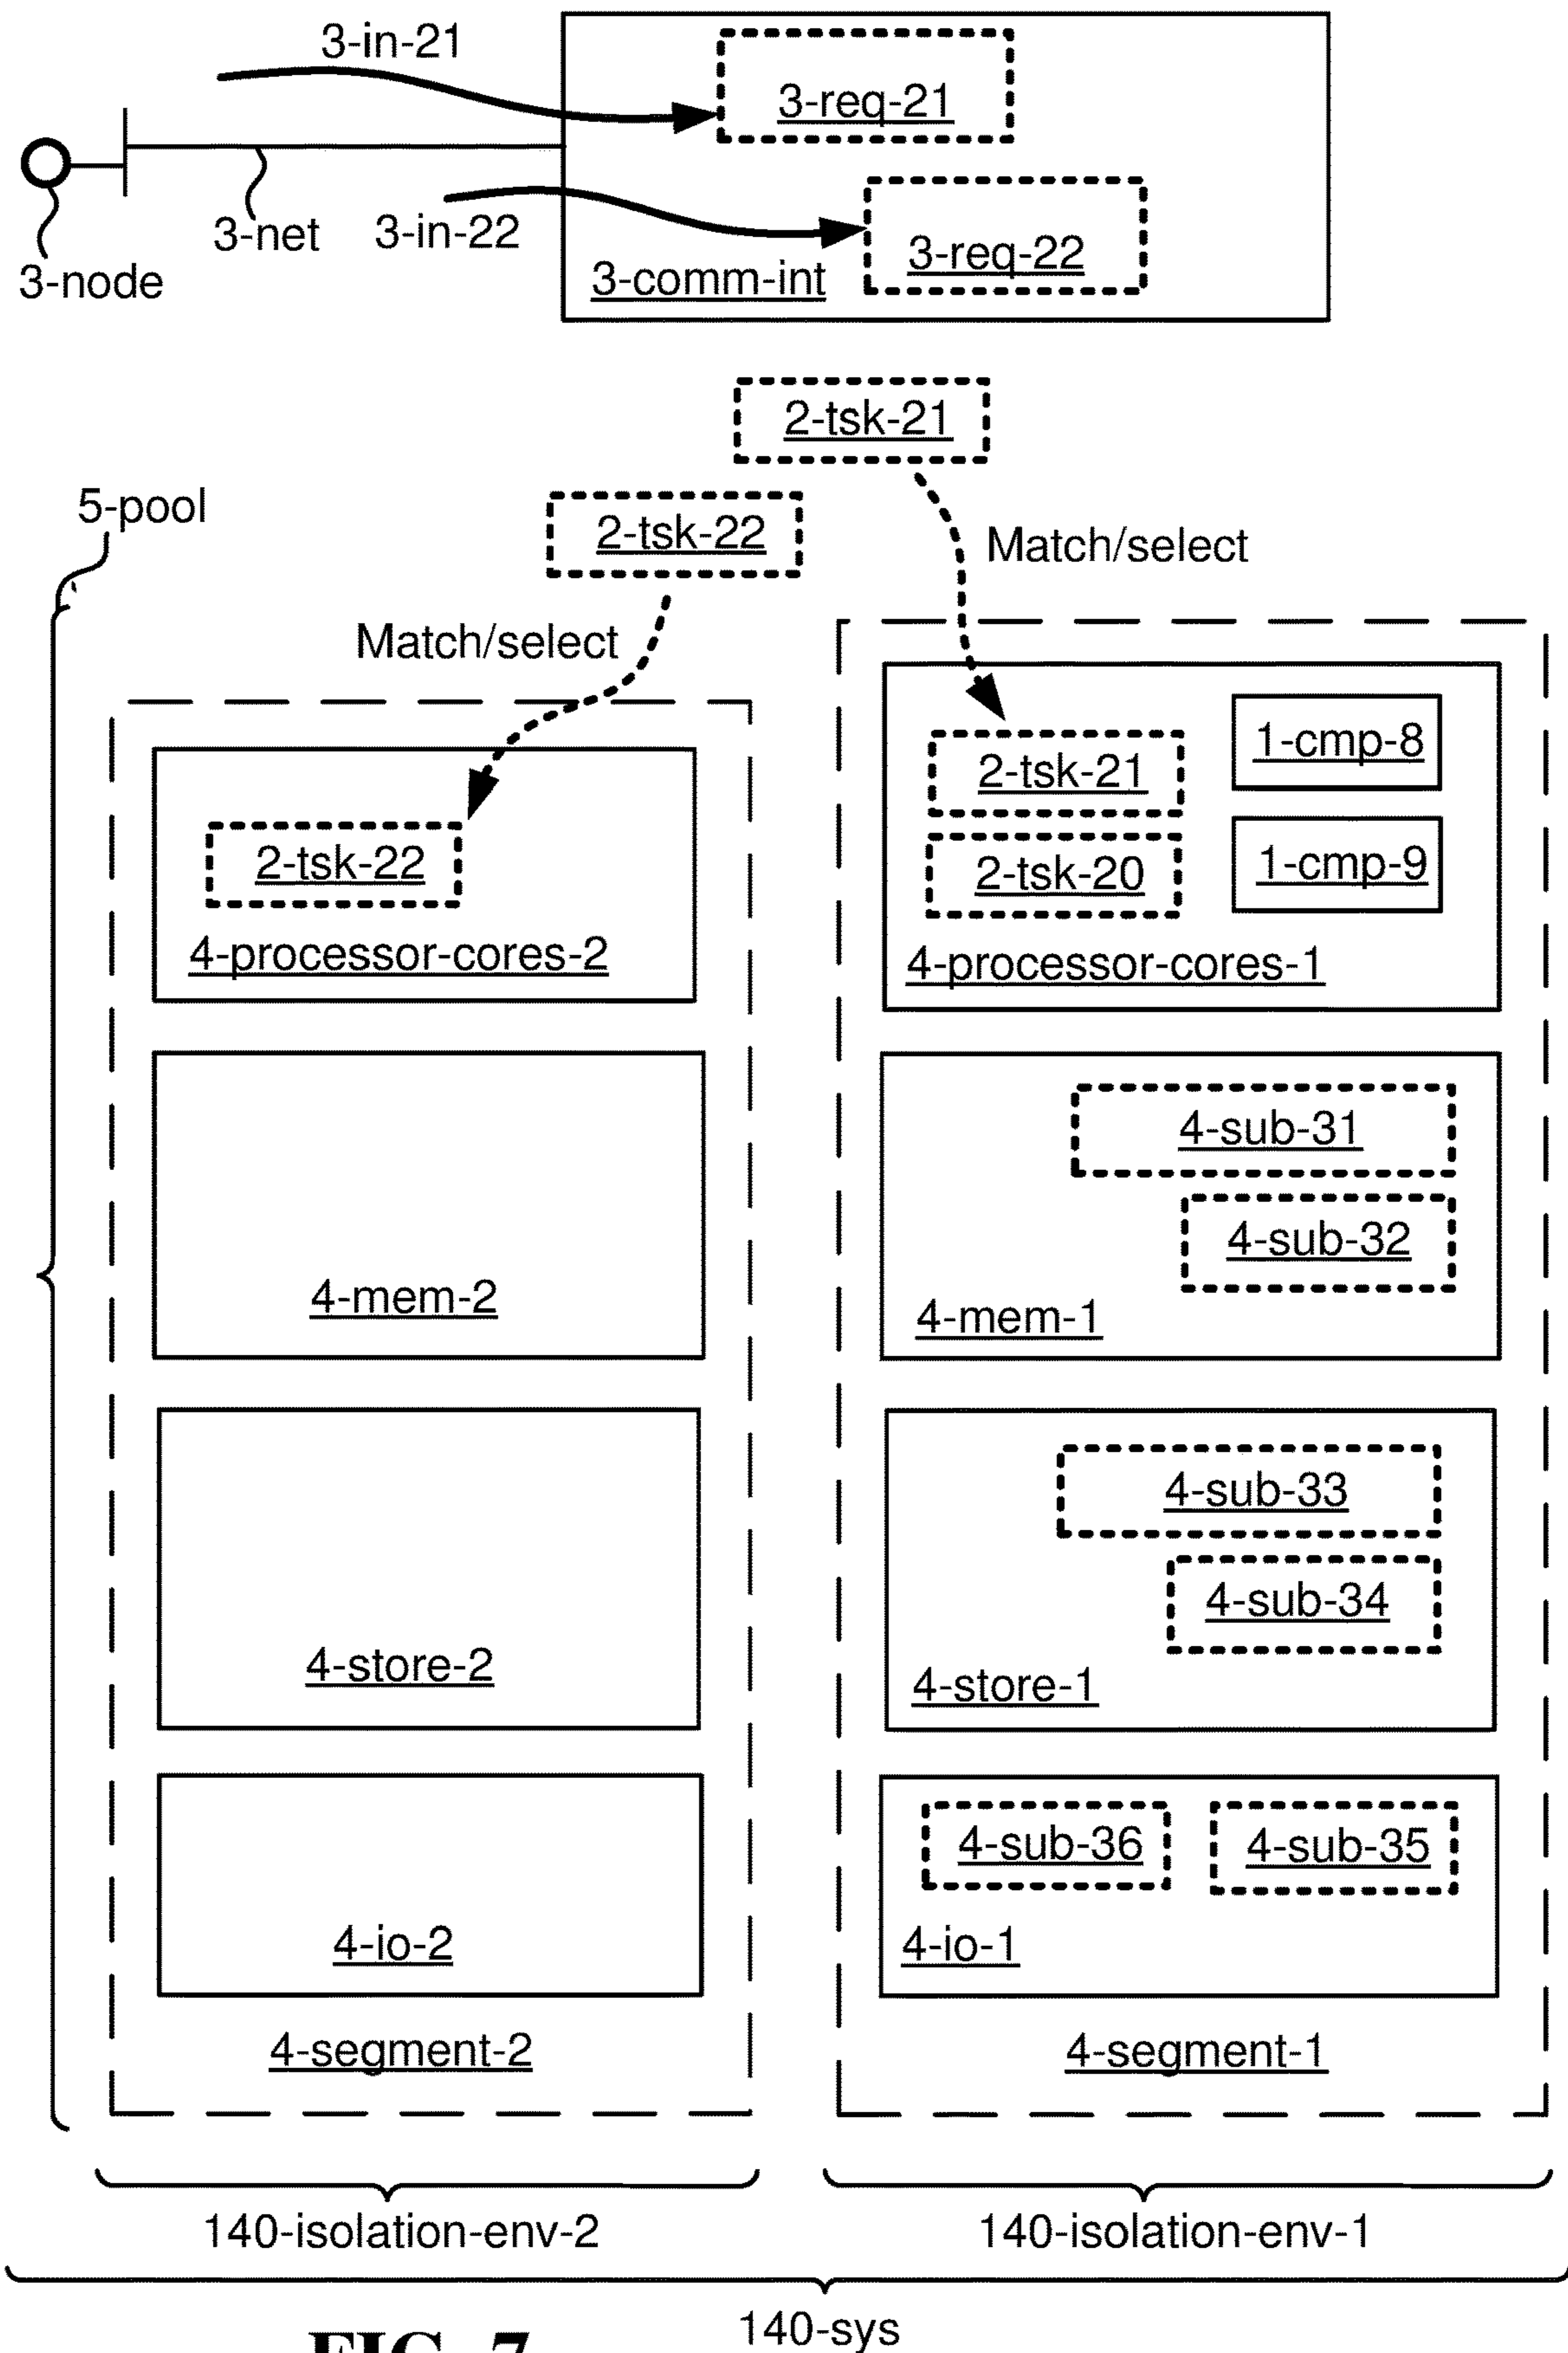 3-in-21
3-req-21
3-net
3-in-22
3-req-22
3-node
3-comm-int
2-tsk-21
5-pool
2-tsk-22
Match/select
Match/select
1-cmp-8
2-tsk-21
2-tsk-22
1-cmp-9
2-tsk-20
4-processor-cores-2
4-processor-cores-1
4-sub-31
4-sub-32
4-mem-2
4-mem-1
4-sub-33
4-sub-34
4-store-2
4-store-1
4-sub-36
4-sub-35
4-io-2
4-io-1
4-segment-2
4-segment-1
140-isolation-env-2
140-isolation-env-1
140-sys
FIG. 7